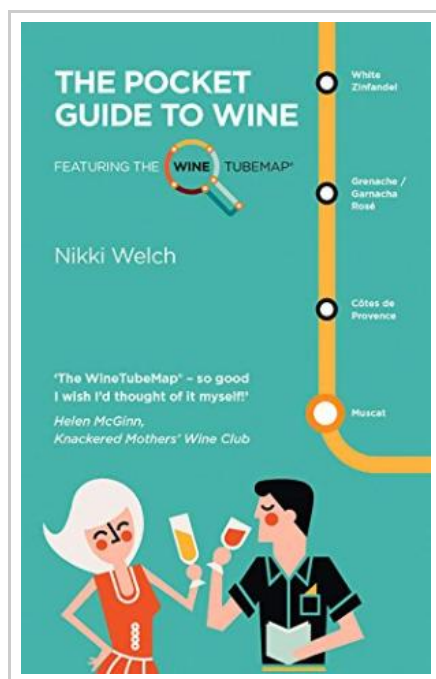 THE POCKET
GUIDE TO WINE
FEATURING THE WINE TUBEMAP®
Nikki Welch
'The WineTubeMap® – so good
I wish I'd thought of it myself!'
Helen McGinn,
Knackered Mothers' Wine Club
White
Zinfandel
Grenache /
Garnacha
Rosé
Côtes de
Provence
Muscat